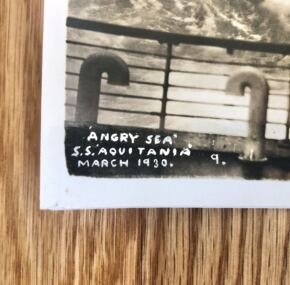 "ANGRY SEA"
S.S. "AQUITANIA" 9.
MARCH 1930.